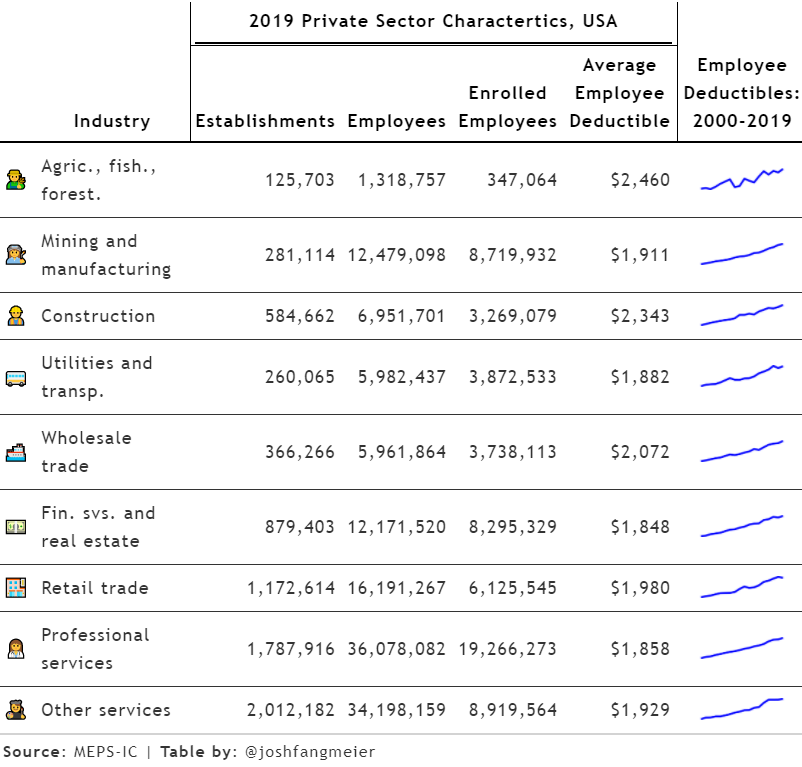 2019 Private Sector Charactertics, USA
Average Employee
Enrolled Employee Deductibles:
Industry Establishments Employees Employees Deductible 2000-2019
Agric., fish.,
forest. 125,703 1,318,757 347,064 $2,460
Mining and
manufacturing 281,114 12,479,098 8,719,932 $1,911
Construction 584,662 6,951,701 3,269,079 $2,343
Utilities and
transp. 260,065 5,982,437 3,872,533 $1,882
Wholesale
trade 366,266 5,961,864 3,738,113 $2,072
Fin. svs. and
real estate 879,403 12,171,520 8,295,329 $1,848
Retail trade 1,172,614 16,191,267 6,125,545 $1,980
Professional
services 1,787,916 36,078,082 19,266,273 $1,858
Other services 2,012,182 34,198,159 8,919,564 $1,929
Source: MEPS-IC | Table by: @joshfangmeier